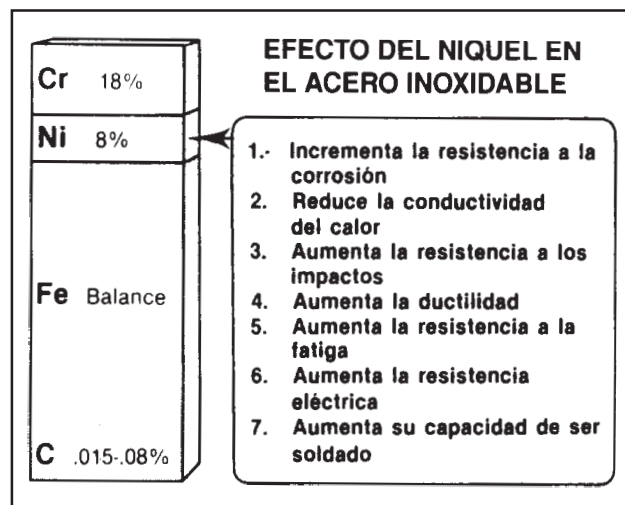 EFECTO DEL NIQUEL EN
EL ACERO INOXIDABLE
Cr 18%
Ni 8%
Fe Balance
C .015-.08%
1.- Incrementa la resistencia a la
corrosión
2. Reduce la conductividad
del calor
3. Aumenta la resistencia a los
impactos
4. Aumenta la ductilidad
5. Aumenta la resistencia a la
fatiga
6. Aumenta la resistencia
eléctrica
7. Aumenta su capacidad de ser
soldado